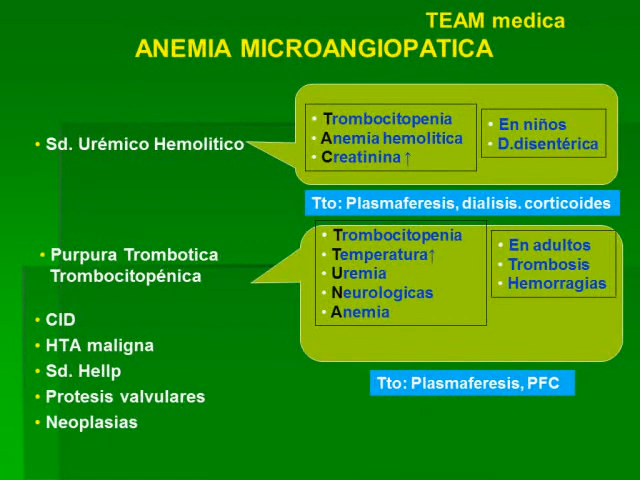 TEAM medica
ANEMIA MICROANGIOPATICA
• Sd. Urémico Hemolitico
• Trombocitopenia
• Anemia hemolitica
• Creatinina ↑
• En niños
• D.disentérica
Tto: Plasmaferesis, dialisis. corticoides
• Purpura Trombotica
Trombocitopénica
• Trombocitopenia
• Temperatura↑
• Uremia
• Neurologicas
• Anemia
• En adultos
• Trombosis
• Hemorragias
• CID
• HTA maligna
• Sd. Hellp
• Protesis valvulares
• Neoplasias
Tto: Plasmaferesis, PFC